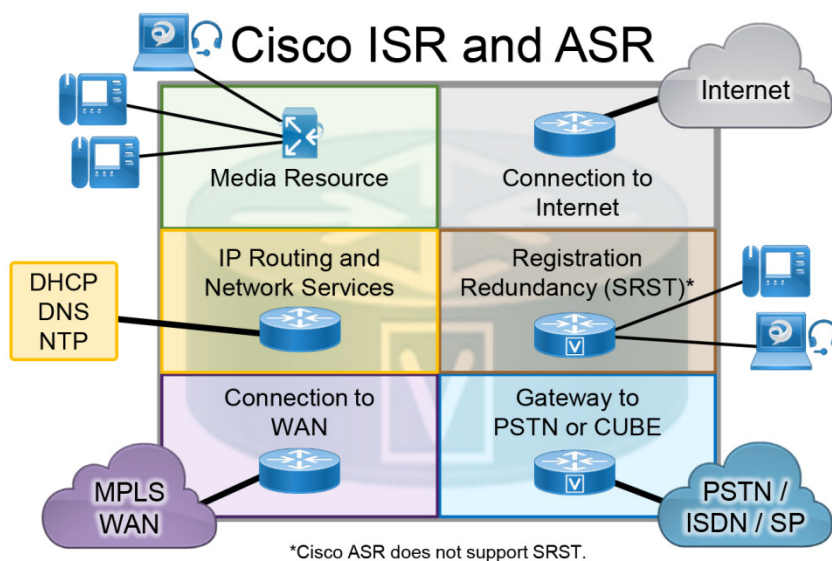 Cisco ISR and ASR
Internet
Media Resource
Connection to
Internet
DHCP
DNS
NTP
IP Routing and
Network Services
Registration
Redundancy (SRST)*
V
Connection to
WAN
Gateway to
PSTN or CUBE
V
V
MPLS
WAN
PSTN /
ISDN / SP
*Cisco ASR does not support SRST.